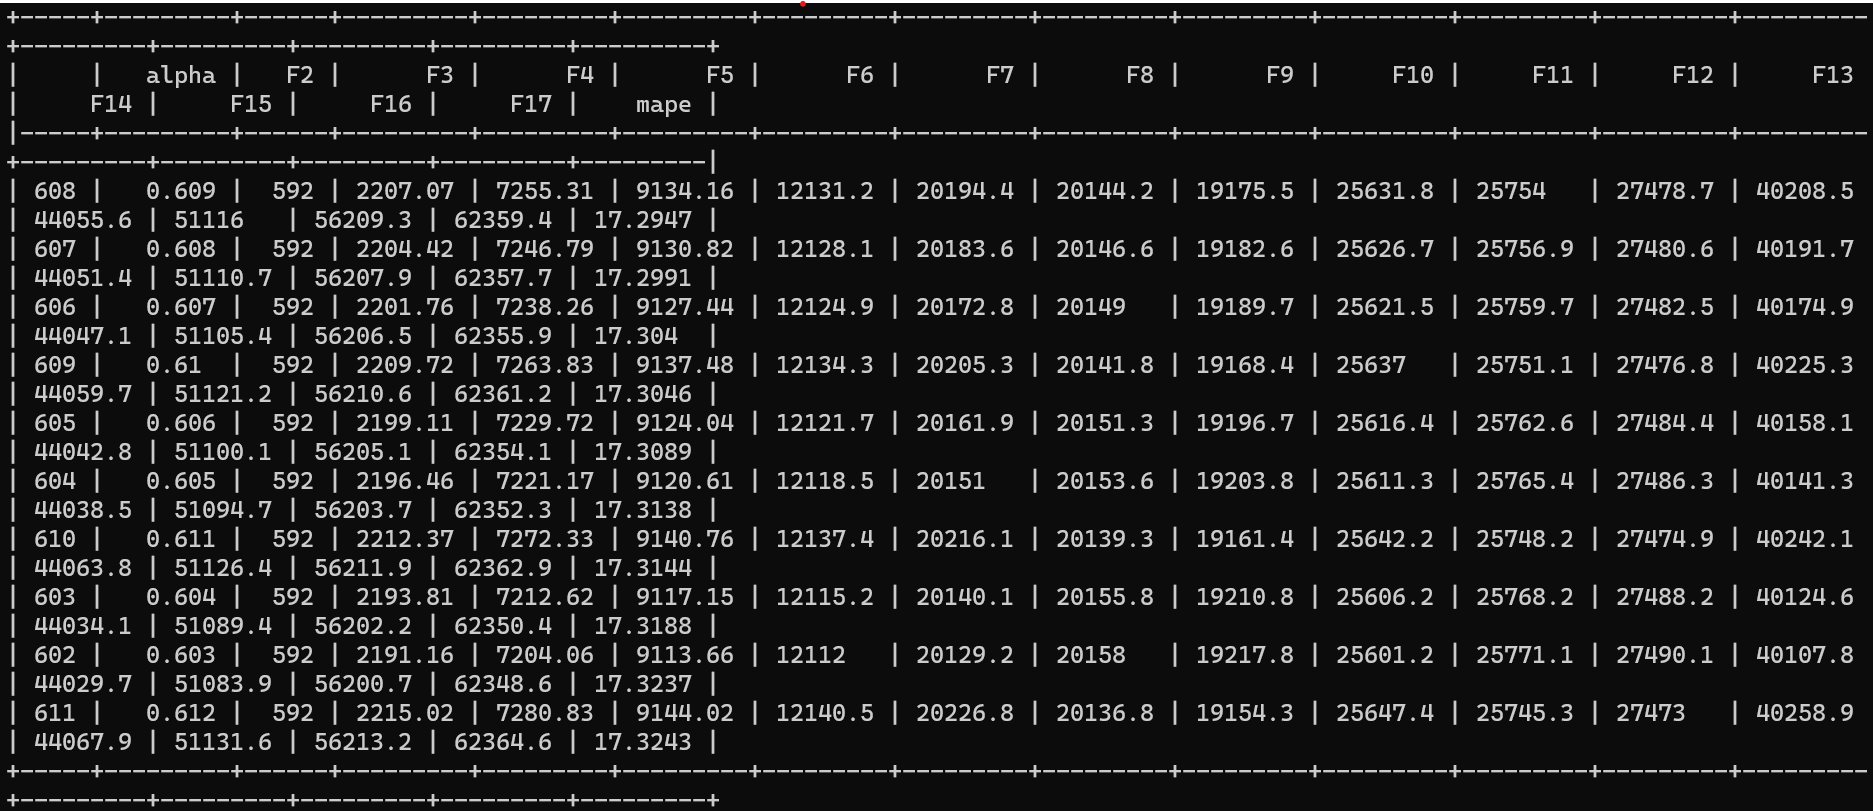 +-----+---------+------+---------+---------+---------+---------+---------+---------+---------+---------+---------+---------+---------
+---------+---------+---------+---------+---------+
|     |   alpha |   F2 |      F3 |      F4 |      F5 |      F6 |      F7 |      F8 |      F9 |     F10 |     F11 |     F12 |     F13
|     F14 |     F15 |     F16 |     F17 |    mape |
|-----+---------+------+---------+---------+---------+---------+---------+---------+---------+---------+---------+---------+---------
+---------+---------+---------+---------+---------|
| 608 |   0.609 |  592 | 2207.07 | 7255.31 | 9134.16 | 12131.2 | 20194.4 | 20144.2 | 19175.5 | 25631.8 | 25754   | 27478.7 | 40208.5
| 44055.6 | 51116   | 56209.3 | 62359.4 | 17.2947 |
| 607 |   0.608 |  592 | 2204.42 | 7246.79 | 9130.82 | 12128.1 | 20183.6 | 20146.6 | 19182.6 | 25626.7 | 25756.9 | 27480.6 | 40191.7
| 44051.4 | 51110.7 | 56207.9 | 62357.7 | 17.2991 |
| 606 |   0.607 |  592 | 2201.76 | 7238.26 | 9127.44 | 12124.9 | 20172.8 | 20149   | 19189.7 | 25621.5 | 25759.7 | 27482.5 | 40174.9
| 44047.1 | 51105.4 | 56206.5 | 62355.9 | 17.304  |
| 609 |   0.61  |  592 | 2209.72 | 7263.83 | 9137.48 | 12134.3 | 20205.3 | 20141.8 | 19168.4 | 25637   | 25751.1 | 27476.8 | 40225.3
| 44059.7 | 51121.2 | 56210.6 | 62361.2 | 17.3046 |
| 605 |   0.606 |  592 | 2199.11 | 7229.72 | 9124.04 | 12121.7 | 20161.9 | 20151.3 | 19196.7 | 25616.4 | 25762.6 | 27484.4 | 40158.1
| 44042.8 | 51100.1 | 56205.1 | 62354.1 | 17.3089 |
| 604 |   0.605 |  592 | 2196.46 | 7221.17 | 9120.61 | 12118.5 | 20151   | 20153.6 | 19203.8 | 25611.3 | 25765.4 | 27486.3 | 40141.3
| 44038.5 | 51094.7 | 56203.7 | 62352.3 | 17.3138 |
| 610 |   0.611 |  592 | 2212.37 | 7272.33 | 9140.76 | 12137.4 | 20216.1 | 20139.3 | 19161.4 | 25642.2 | 25748.2 | 27474.9 | 40242.1
| 44063.8 | 51126.4 | 56211.9 | 62362.9 | 17.3144 |
| 603 |   0.604 |  592 | 2193.81 | 7212.62 | 9117.15 | 12115.2 | 20140.1 | 20155.8 | 19210.8 | 25606.2 | 25768.2 | 27488.2 | 40124.6
| 44034.1 | 51089.4 | 56202.2 | 62350.4 | 17.3188 |
| 602 |   0.603 |  592 | 2191.16 | 7204.06 | 9113.66 | 12112   | 20129.2 | 20158   | 19217.8 | 25601.2 | 25771.1 | 27490.1 | 40107.8
| 44029.7 | 51083.9 | 56200.7 | 62348.6 | 17.3237 |
| 611 |   0.612 |  592 | 2215.02 | 7280.83 | 9144.02 | 12140.5 | 20226.8 | 20136.8 | 19154.3 | 25647.4 | 25745.3 | 27473   | 40258.9
| 44067.9 | 51131.6 | 56213.2 | 62364.6 | 17.3243 |
+-----+---------+------+---------+---------+---------+---------+---------+---------+---------+---------+---------+---------+---------
+---------+---------+---------+---------+---------+